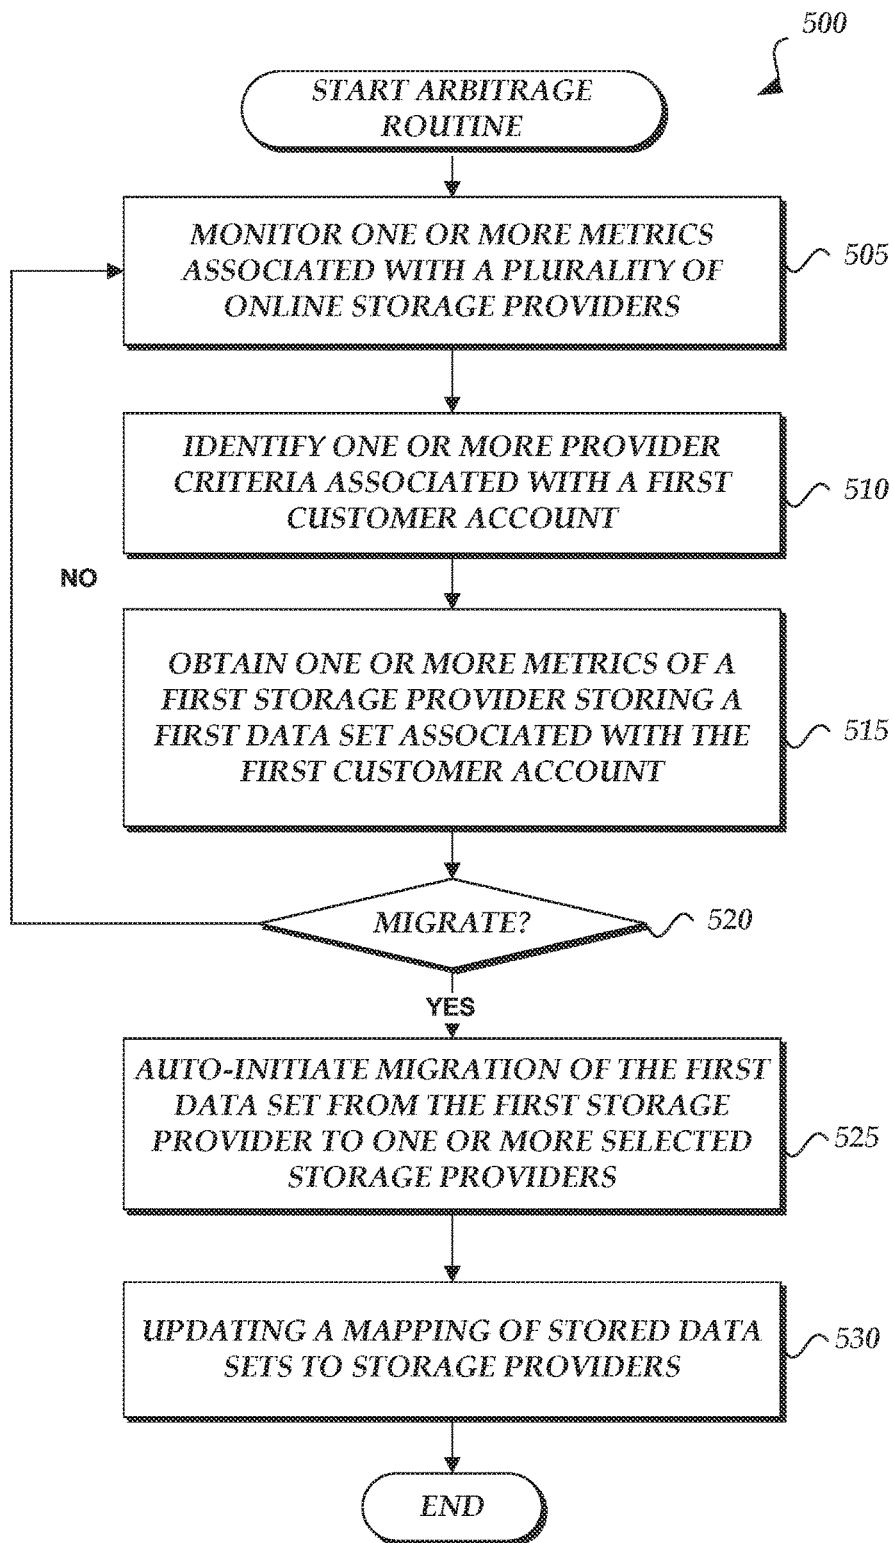 500
START ARBITRAGE
ROUTINE
MONITOR ONE OR MORE METRICS
ASSOCIATED WITH A PLURALITY OF
ONLINE STORAGE PROVIDERS
505
IDENTIFY ONE OR MORE PROVIDER
CRITERIA ASSOCIATED WITH A FIRST
CUSTOMER ACCOUNT
510
NO
OBTAIN ONE OR MORE METRICS OF A
FIRST STORAGE PROVIDER STORING A
FIRST DATA SET ASSOCIATED WITH THE
FIRST CUSTOMER ACCOUNT
515
MIGRATE?
520
YES
AUTO-INITIATE MIGRATION OF THE FIRST
DATA SET FROM THE FIRST STORAGE
PROVIDER TO ONE OR MORE SELECTED
STORAGE PROVIDERS
525
UPDATING A MAPPING OF STORED DATA
SETS TO STORAGE PROVIDERS
530
END